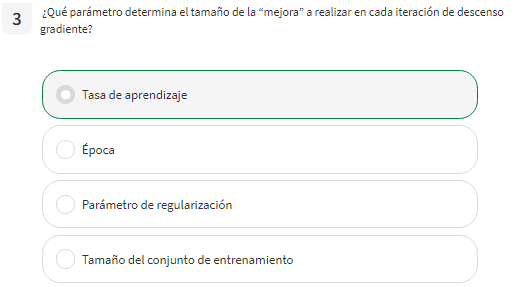 3
¿Qué parámetro determina el tamaño de la “mejora” a realizar en cada iteración de descenso
gradiente?
Tasa de aprendizaje
Época
Parámetro de regularización
Tamaño del conjunto de entrenamiento